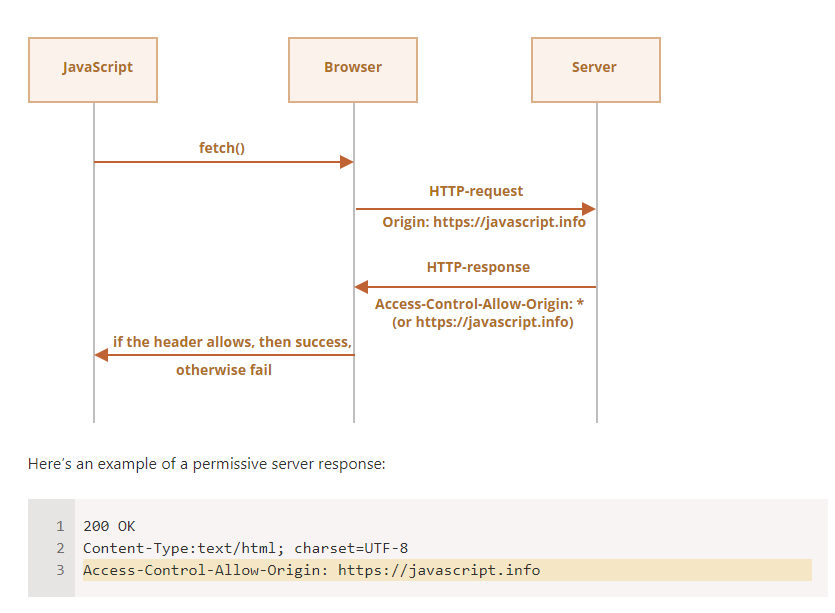 JavaScript
Browser
Server
fetch()
HTTP-request
Origin: https://javascript.info
HTTP-response
Access-Control-Allow-Origin: *
(or https://javascript.info)
if the header allows, then success,
otherwise fail
Here’s an example of a permissive server response:
1 200 OK
2 Content-Type:text/html; charset=UTF-8
3 Access-Control-Allow-Origin: https://javascript.info